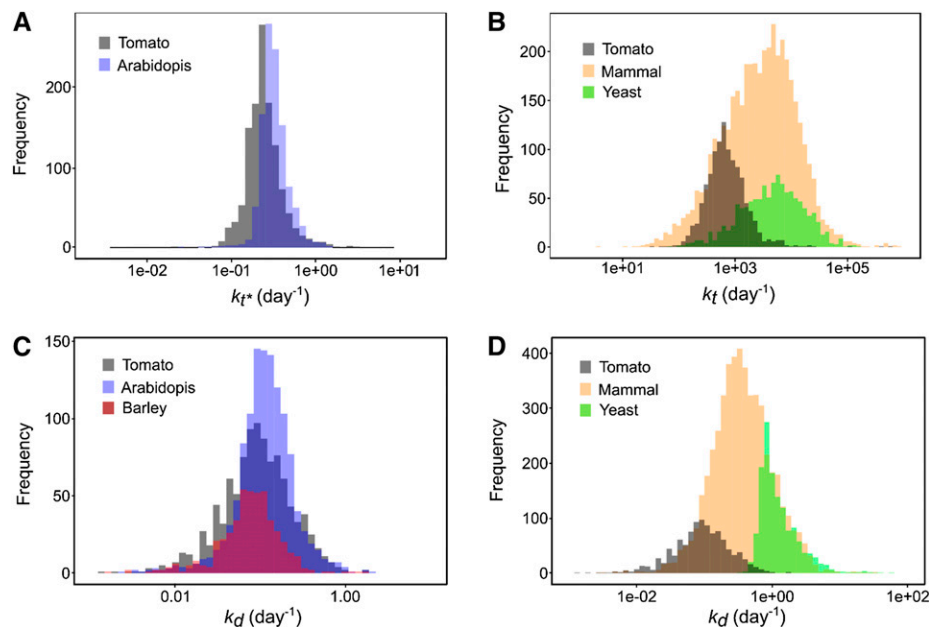 A
Tomato
Arabidopis
Frequency
200
100
0
1e-02 1e-01 1e+00 1e+01
kt* (day-1)
B
Tomato
Mammal
Yeast
Frequency
200
150
100
50
0
1e+01 1e+03 1e+05
kt (day-1)
C
Tomato
Arabidopis
Barley
Frequency
150
100
50
0
0.01 1.00
kd (day-1)
D
Tomato
Mammal
Yeast
Frequency
400
300
200
100
0
1e-02 1e+00 1e+02
kd (day-1)